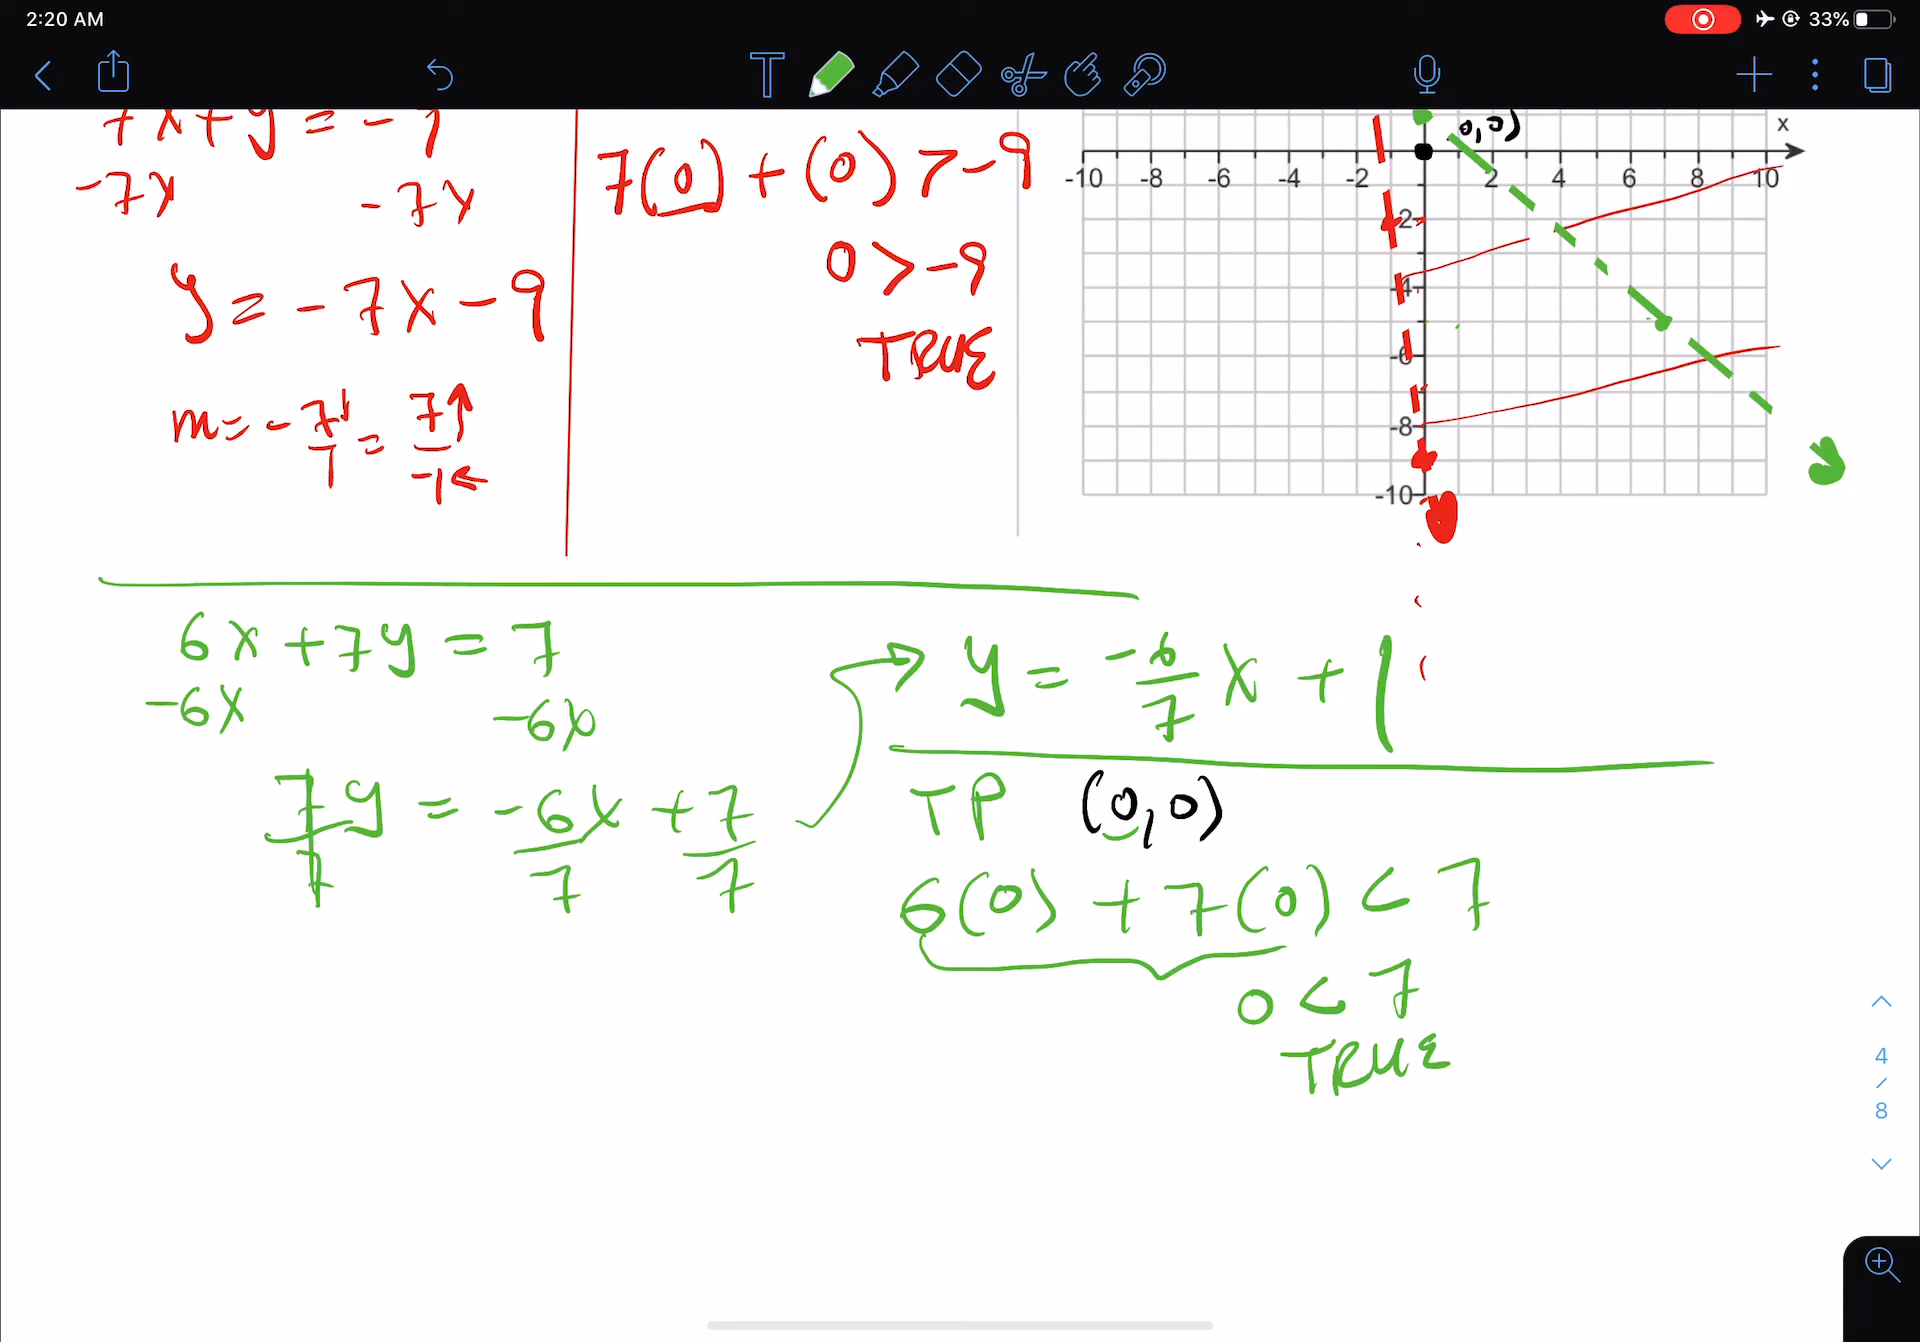 2:20 AM
33%
7x + y = -9
-7x -7x
y = -7x - 9
m = -7/1 = 7/-1
7(0) + (0) > -9
0 > -9
TRUE
(0,0)
x
-10 -8 -6 -4 -2 2 4 6 8 10
-2
-4
-6
-8
-10
6x + 7y = 7
-6x -6x
7y/7 = -6x/7 + 7/7
y = -6/7 x + 1
TP (0,0)
6(0) + 7(0) < 7
0 < 7
TRUE
4
/
8